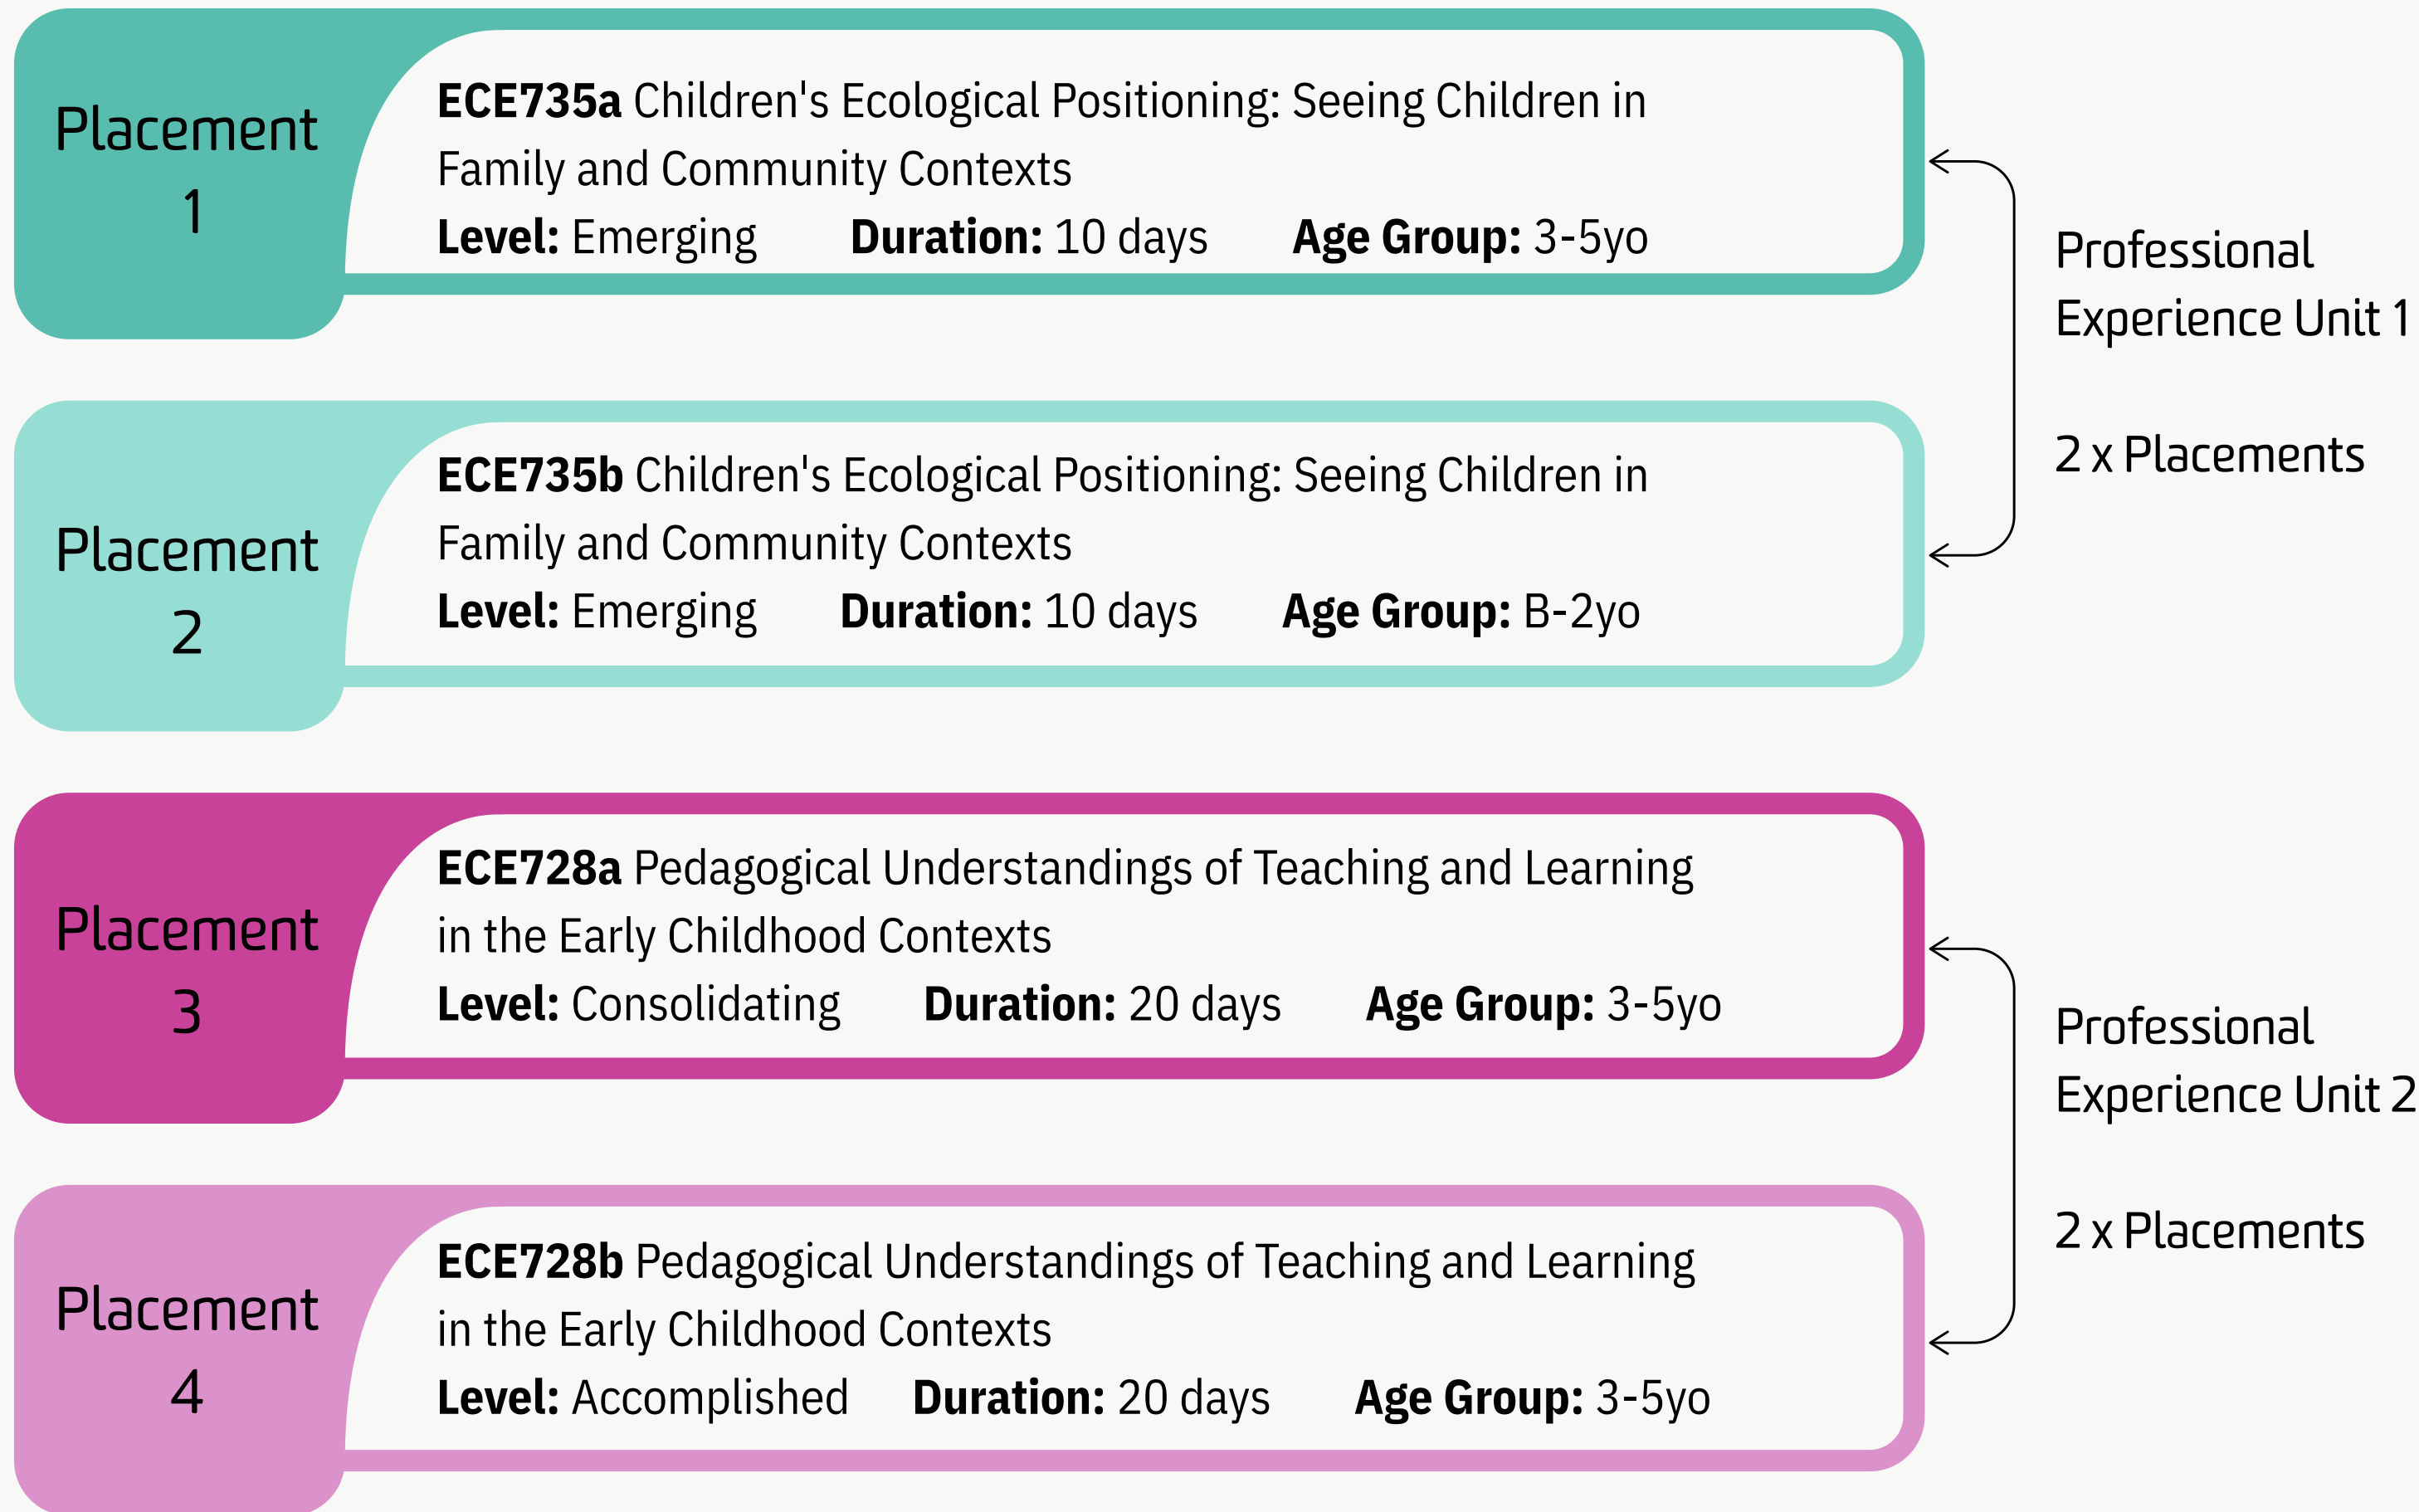 Placement
1
ECE735a Children's Ecological Positioning: Seeing Children in
Family and Community Contexts
Level: Emerging Duration: 10 days Age Group: 3-5yo
Professional
Experience Unit 1
2 x Placements
Placement
2
ECE735b Children's Ecological Positioning: Seeing Children in
Family and Community Contexts
Level: Emerging Duration: 10 days Age Group: B-2yo
Placement
3
ECE728a Pedagogical Understandings of Teaching and Learning
in the Early Childhood Contexts
Level: Consolidating Duration: 20 days Age Group: 3-5yo
Professional
Experience Unit 2
2 x Placements
Placement
4
ECE728b Pedagogical Understandings of Teaching and Learning
in the Early Childhood Contexts
Level: Accomplished Duration: 20 days Age Group: 3-5yo